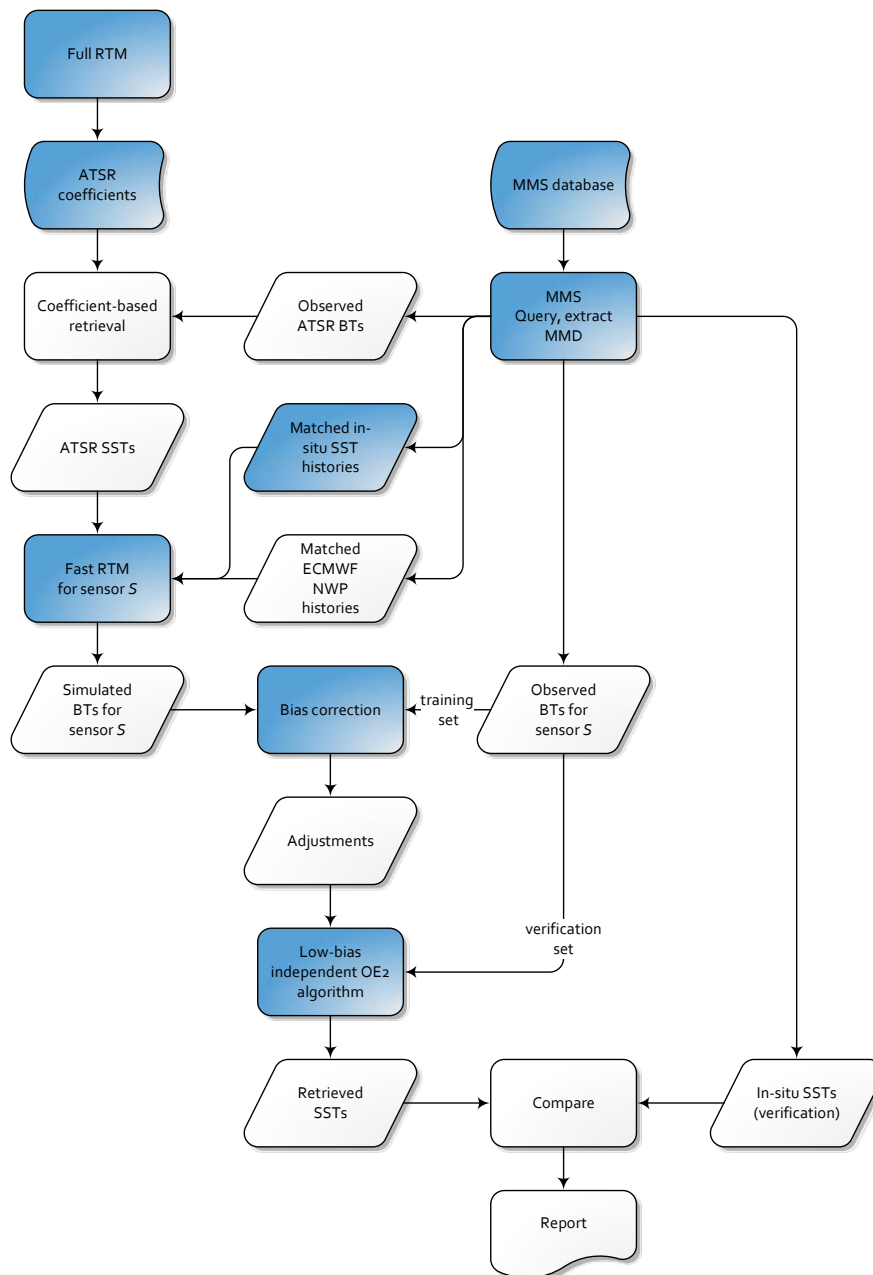 Full RTM
ATSR
coefficients
MMS database
Coefficient-based
retrieval
Observed
ATSR BTs
MMS
Query, extract
MMD
ATSR SSTs
Matched in-
situ SST
histories
Fast RTM
for sensor S
Matched
ECMWF
NWP
histories
Simulated
BTs for
sensor S
Bias correction
training
set
Observed
BTs for
sensor S
Adjustments
Low-bias
independent OE2
algorithm
verification
set
Retrieved
SSTs
Compare
In-situ SSTs
(verification)
Report